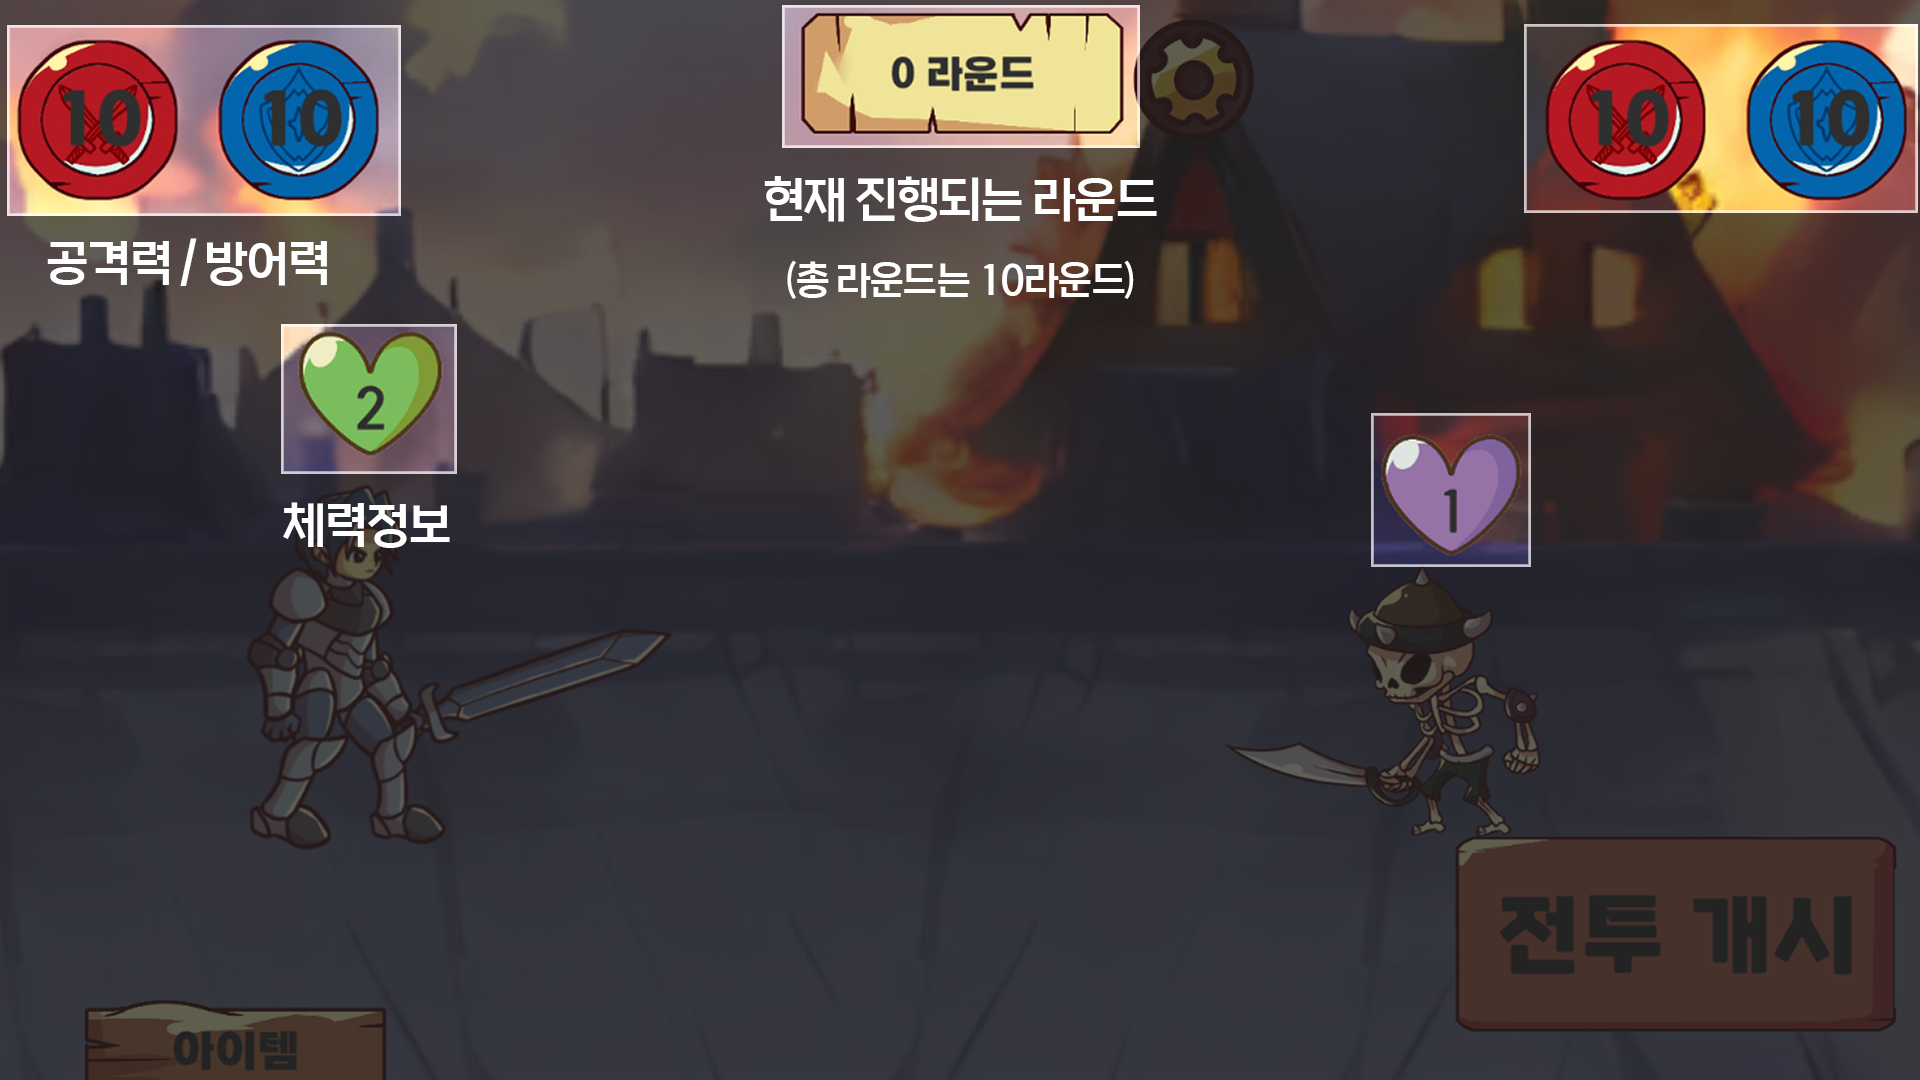 10 10
0 라운드
10 10
현재 진행되는 라운드
공격력 / 방어력
(총 라운드는 10라운드)
2
1
체력정보
전투 개시
아이템